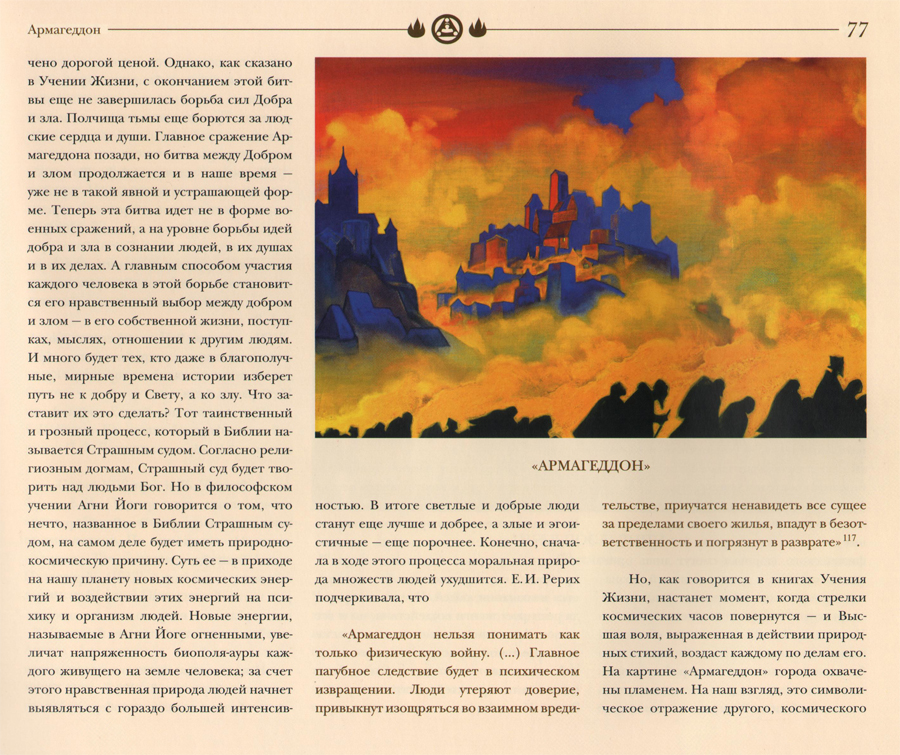 Армагеддон
77
чено дорогой ценой. Однако, как сказано
в Учении Жизни, с окончанием этой бит-
вы еще не завершилась борьба сил Добра
и зла. Полчища тьмы еще борются за люд-
ские сердца и души. Главное сражение Ар-
магеддона позади, но битва между Добром
и злом продолжается и в наше время —
уже не в такой явной и устрашающей фор-
ме. Теперь эта битва идет не в форме во-
енных сражений, а на уровне борьбы идей
добра и зла в сознании людей, в их душах
и в их делах. А главным способом участия
каждого человека в этой борьбе становит-
ся его нравственный выбор между добром
и злом — в его собственной жизни, поступ-
ках, мыслях, отношении к другим людям.
И много будет тех, кто даже в благополуч-
ные, мирные времена истории изберет
путь не к добру и Свету, а ко злу. Что за-
ставит их это сделать? Тот таинственный
и грозный процесс, который в Библии на-
зывается Страшным судом. Согласно рели-
гиозным догмам, Страшный суд будет тво-
рить над людьми Бог. Но в философском
учении Агни Йоги говорится о том, что
нечто, названное в Библии Страшным су-
дом, на самом деле будет иметь природно-
космическую причину. Суть ее — в приходе
на нашу планету новых космических энер-
гий и воздействии этих энергий на пси-
хику и организм людей. Новые энергии,
называемые в Агни Йоге огненными, уве-
личат напряженность биополя-ауры каж-
дого живущего на земле человека; за счет
этого нравственная природа людей начнет
выявляться с гораздо большей интенсив-
«АРМАГЕДДОН»
ностью. В итоге светлые и добрые люди
станут еще лучше и добрее, а злые и эгои-
стичные — еще порочнее. Конечно, снача-
ла в ходе этого процесса моральная приро-
да множеств людей ухудшится. Е. И. Рерих
подчеркивала, что
«Армагеддон нельзя понимать как
только физическую войну. (...) Главное
пагубное следствие будет в психическом
извращении. Люди утеряют доверие,
привыкнут изощряться во взаимном вреди-
тельстве, приучатся ненавидеть все сущее
за пределами своего жилья, впадут в безот-
ветственность и погрязнут в разврате»117.
Но, как говорится в книгах Учения
Жизни, настанет момент, когда стрелки
космических часов повернутся — и Выс-
шая воля, выраженная в действии природ-
ных стихий, воздаст каждому по делам его.
На картине «Армагеддон» города охваче-
ны пламенем. На наш взгляд, это символи-
ческое отражение другого, космического